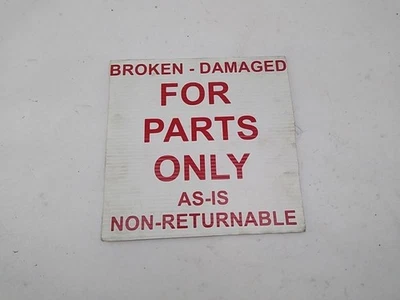 BROKEN - DAMAGED
FOR
PARTS
ONLY
AS-IS
NON-RETURNABLE